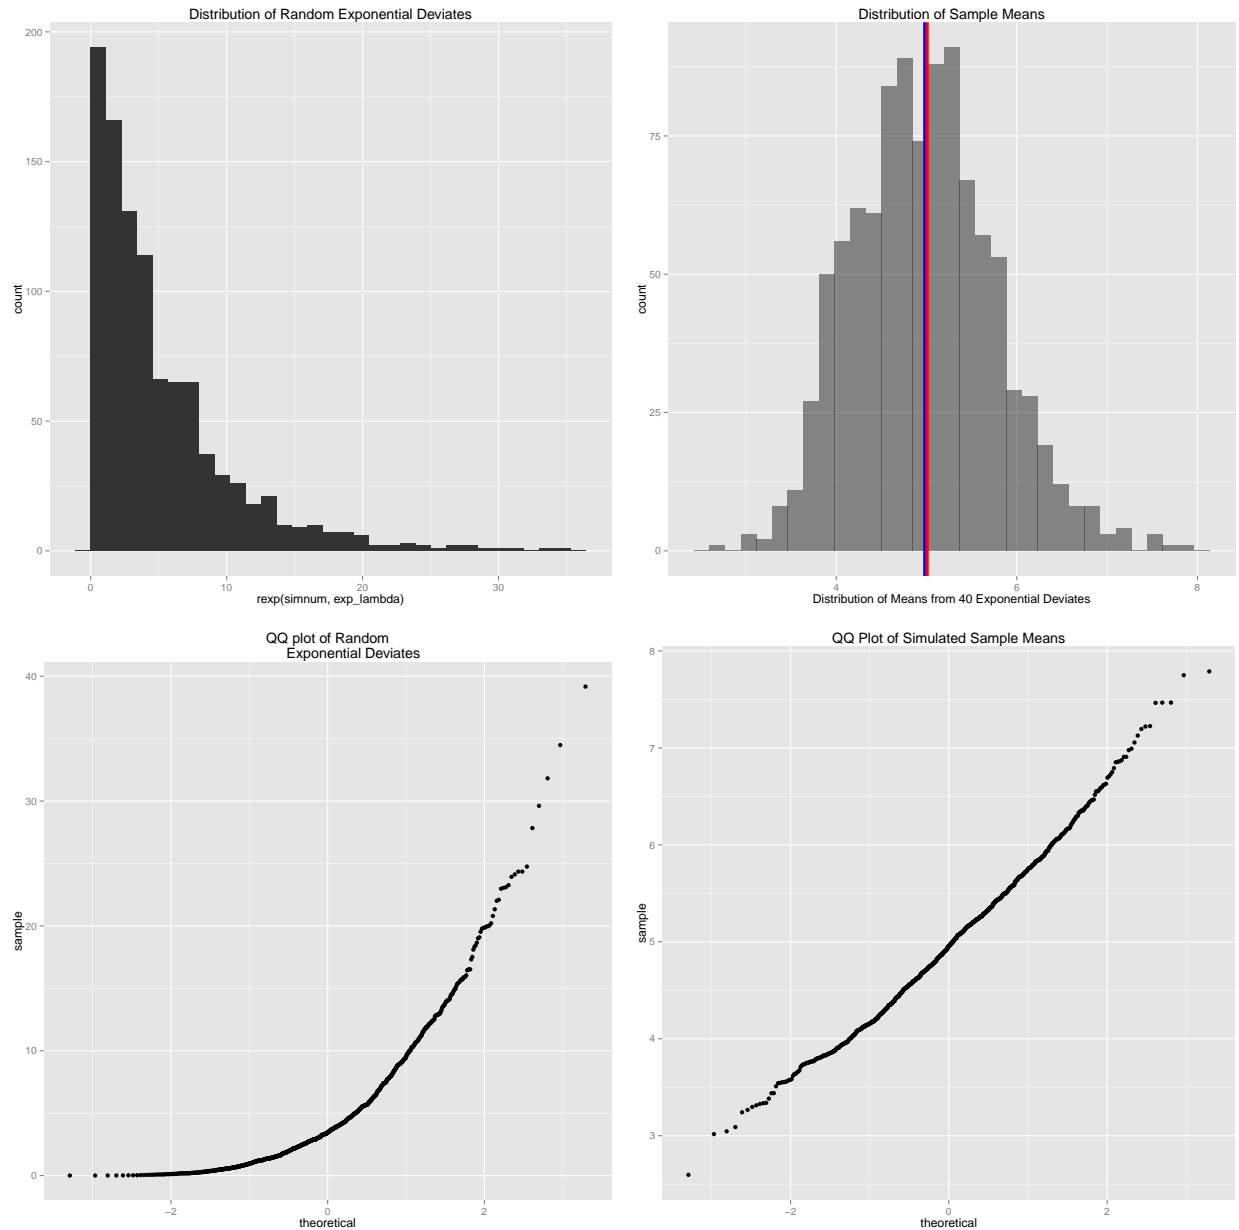 Distribution of Random Exponential Deviates
200
150
100
50
0
count
0 10 20 30
rexp(simnum, exp_lambda)
Distribution of Sample Means
75
50
25
0
count
4 6 8
Distribution of Means from 40 Exponential Deviates
QQ plot of Random
Exponential Deviates
40
30
20
10
0
sample
−2 0 2
theoretical
QQ Plot of Simulated Sample Means
8
7
6
5
4
3
sample
−2 0 2
theoretical